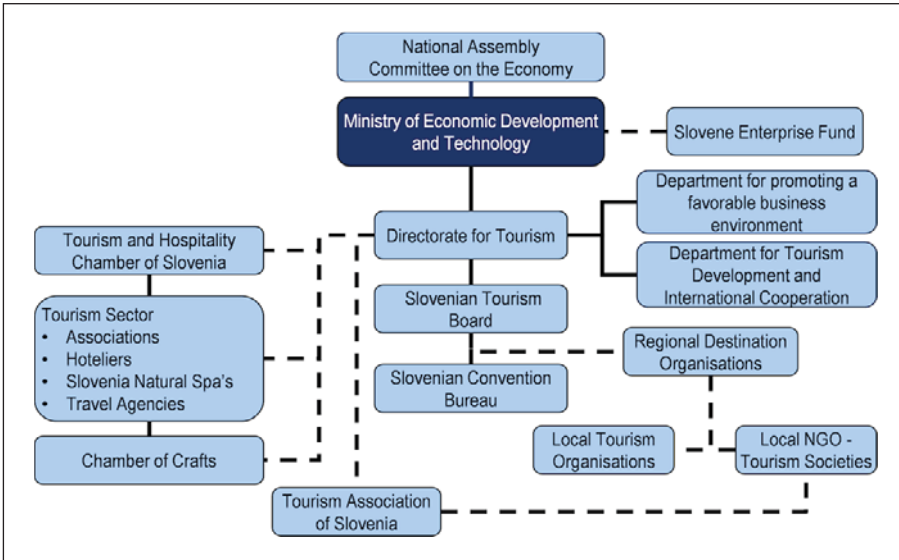 National Assembly
Committee on the Economy
Ministry of Economic Development
and Technology
Slovene Enterprise Fund
Department for promoting a
favorable business
environment
Directorate for Tourism
Tourism and Hospitality
Chamber of Slovenia
Department for Tourism
Development and
International Cooperation
Slovenian Tourism
Board
Tourism Sector
• Associations
• Hoteliers
• Slovenia Natural Spa's
• Travel Agencies
Regional Destination
Organisations
Slovenian Convention
Bureau
Chamber of Crafts
Local Tourism
Organisations
Local NGO -
Tourism Societies
Tourism Association
of Slovenia